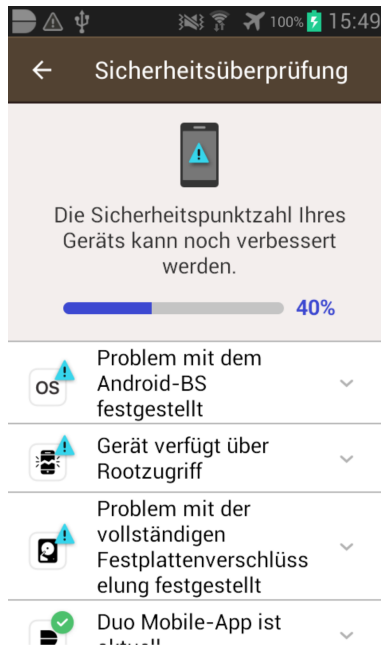 100% 15:49
Sicherheitsüberprüfung
Die Sicherheitspunktzahl Ihres
Geräts kann noch verbessert
werden.
40%
OS
Problem mit dem
Android-BS
festgestellt
Gerät verfügt über
Rootzugriff
Problem mit der
vollständigen
Festplattenverschlüss
elung festgestellt
Duo Mobile-App ist